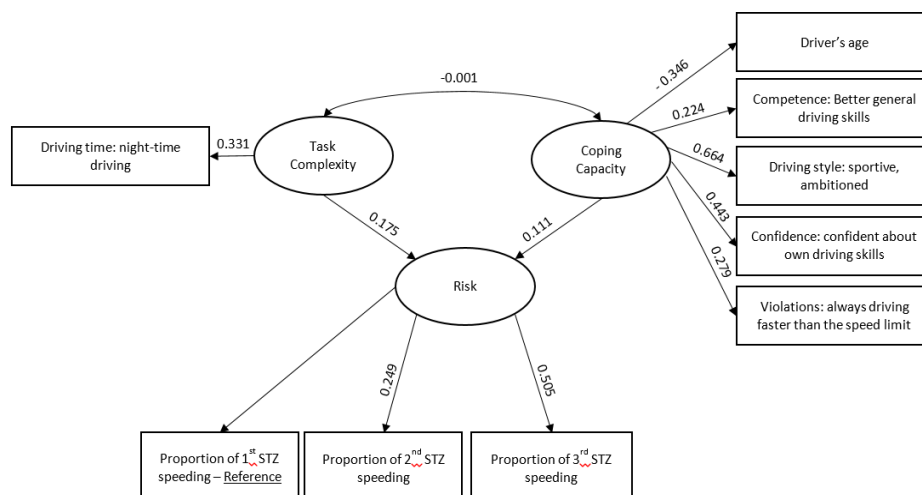 Driver's age
-0.001
- 0.346
Competence: Better general
driving skills
0.224
Driving time: night-time
driving
0.331
Task
Complexity
Coping
Capacity
0.664
Driving style: sportive,
ambitioned
0.443
Confidence: confident about
own driving skills
0.175
0.111
0.279
Risk
Violations: always driving
faster than the speed limit
0.249
0.505
Proportion of 1st STZ
speeding – Reference
Proportion of 2nd STZ
speeding
Proportion of 3rd STZ
speeding